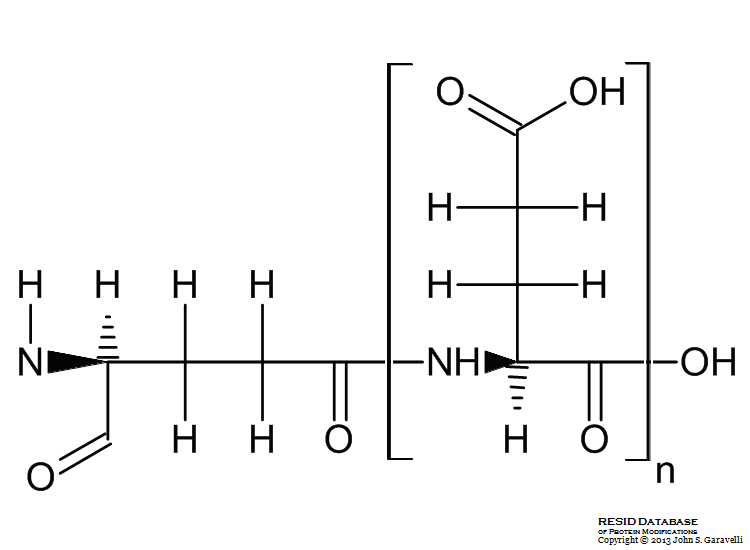 O OH
H H
H H H H H H
N NH OH
H H O H O
O n
RESID DATABASE
OF PROTEIN MODIFICATIONS
Copyright © 2013 John S. Garavelli